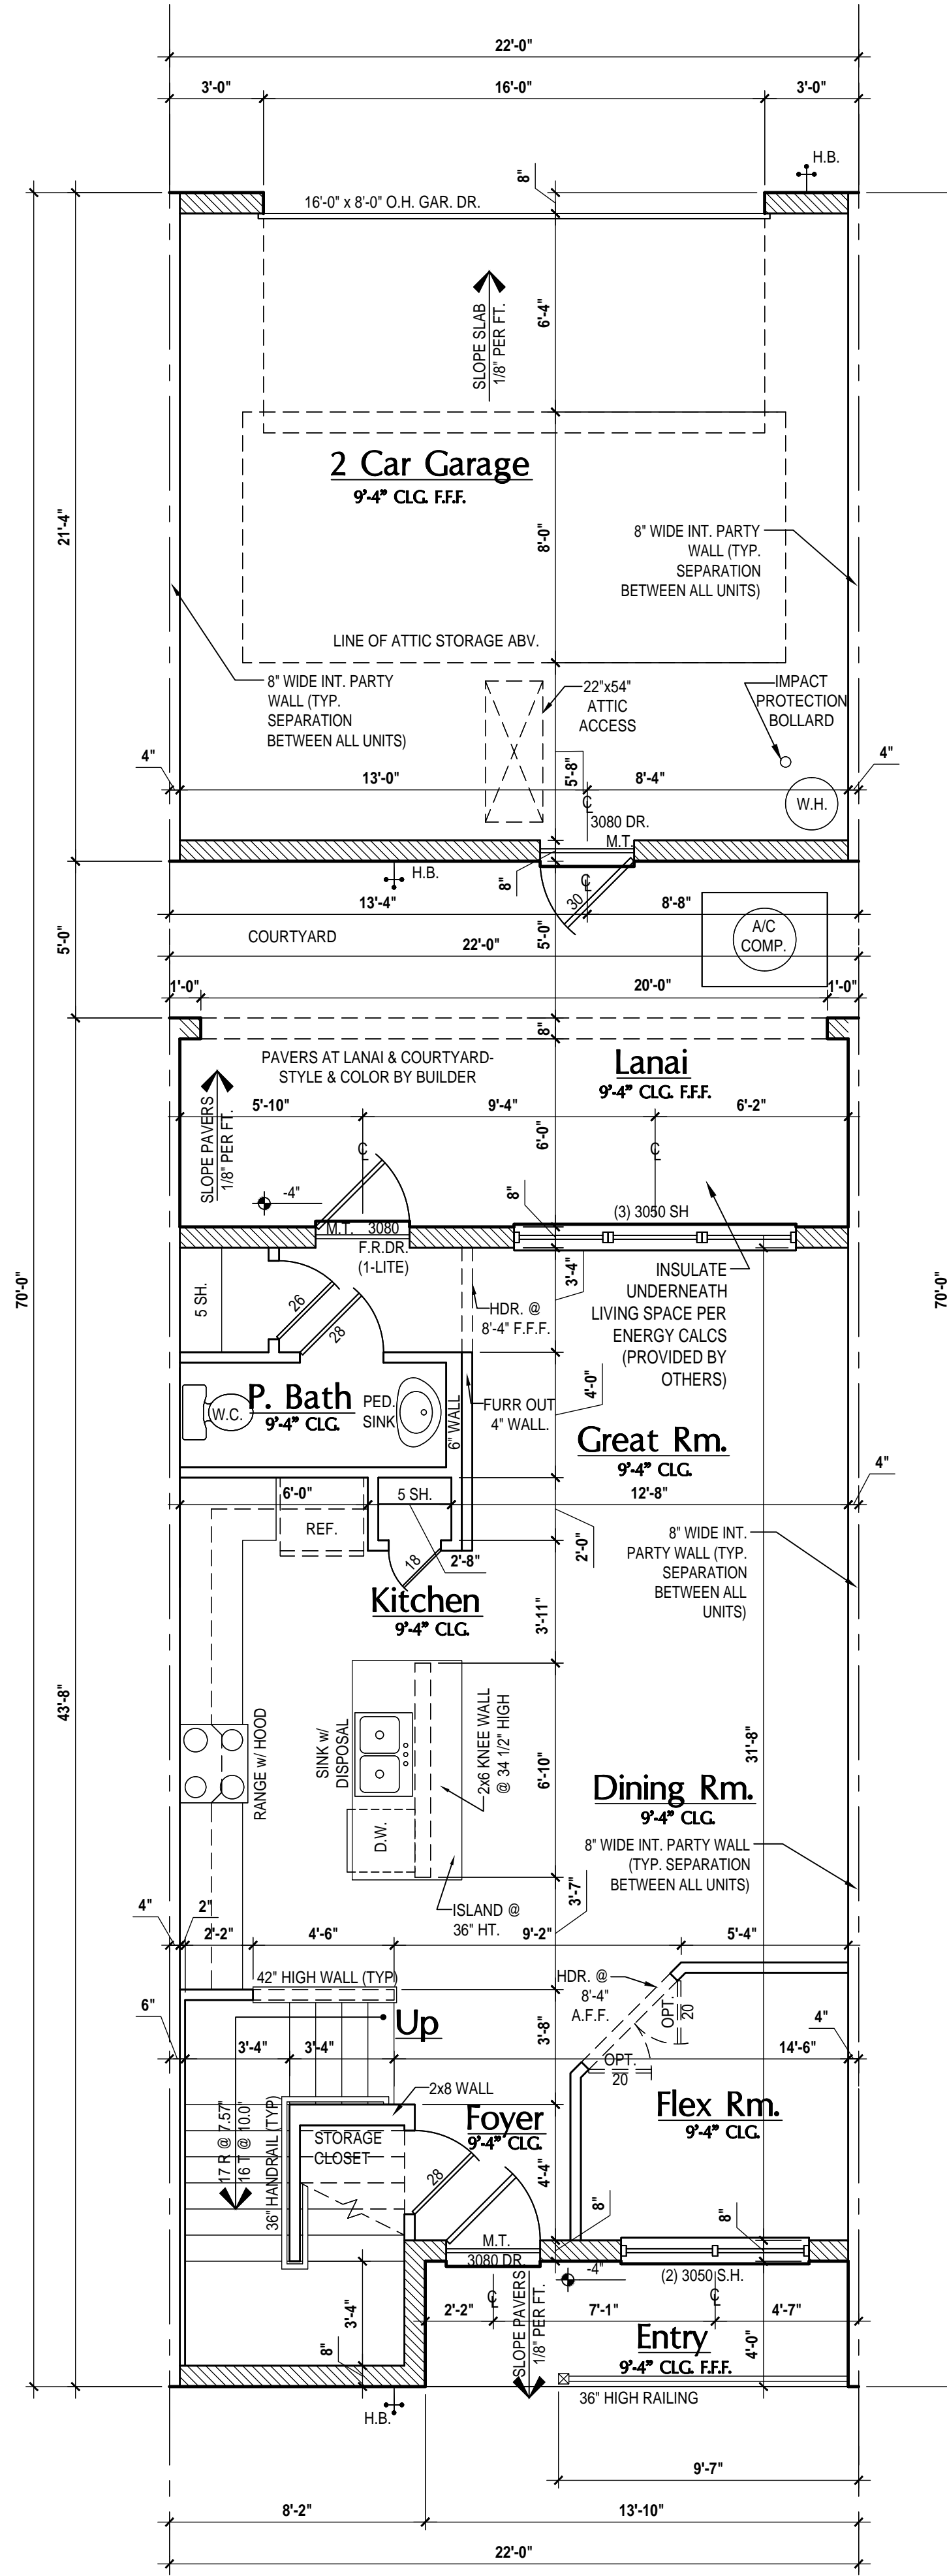 22'-0"
3'-0"
16'-0"
3'-0"
H.B.
8"
16'-0" x 8'-0" O.H. GAR. DR.
SLOPE SLAB
1/8" PER FT.
6'-4"
2 Car Garage
9'-4" CLG. F.F.F.
21'-4"
8'-0"
8" WIDE INT. PARTY
WALL (TYP.
SEPARATION
BETWEEN ALL UNITS)
LINE OF ATTIC STORAGE ABV.
8" WIDE INT. PARTY
WALL (TYP.
SEPARATION
BETWEEN ALL UNITS)
22"x54"
ATTIC
ACCESS
IMPACT
PROTECTION
BOLLARD
4"
13'-0"
5'-8"
8'-4"
4"
W.H.
CL
3080 DR.
M.T.
H.B.
8"
CL
30
13'-4"
8'-8"
5'-0"
COURTYARD
22'-0"
5'-0"
A/C
COMP.
1'-0"
20'-0"
1'-0"
8"
PAVERS AT LANAI & COURTYARD-
STYLE & COLOR BY BUILDER
Lanai
9'-4" CLG. F.F.F.
SLOPE PAVERS
1/8" PER FT.
5'-10"
9'-4"
6'-2"
6'-0"
CL
CL
-4"
8"
(3) 3050 SH
M.T. 3080
F.R.DR.
(1-LITE)
70'-0"
70'-0"
5 SH.
26
28
HDR. @
8'-4" F.F.F.
3'-4"
INSULATE
UNDERNEATH
LIVING SPACE PER
ENERGY CALCS
(PROVIDED BY
OTHERS)
W.C.
P. Bath
9'-4" CLG.
PED.
SINK
6" WALL
FURR OUT
4" WALL.
4'-0"
Great Rm.
9'-4" CLG.
4"
6'-0"
5 SH.
12'-8"
REF.
18
2'-8"
2'-0"
8" WIDE INT.
PARTY WALL (TYP.
SEPARATION
BETWEEN ALL
UNITS)
Kitchen
9'-4" CLG.
3'-11"
43'-8"
RANGE w/ HOOD
SINK w/
DISPOSAL
D.W.
2x6 KNEE WALL
@ 34 1/2" HIGH
6'-10"
31'-8"
Dining Rm.
9'-4" CLG.
8" WIDE INT. PARTY WALL
(TYP. SEPARATION
BETWEEN ALL UNITS)
ISLAND @
36" HT.
3'-7"
4"
2"
2'-2"
4'-6"
9'-2"
5'-4"
42" HIGH WALL (TYP)
HDR. @
8'-4"
A.F.F.
OPT.
20
6"
Up
3'-8"
4"
3'-4"
3'-4"
14'-6"
OPT.
20
2x8 WALL
17 R @ 7.57"
16 T @ 10.0"
36" HANDRAIL (TYP)
STORAGE
CLOSET
Foyer
9'-4" CLG.
Flex Rm.
9'-4" CLG.
28
4'-4"
8"
8"
M.T.
3080 DR.
-4"
(2) 3050 S.H.
3'-4"
8"
2'-2"
CL
SLOPE PAVERS
1/8" PER FT.
7'-1"
CL
4'-7"
Entry
9'-4" CLG. F.F.F.
4'-0"
36" HIGH RAILING
H.B.
9'-7"
8'-2"
13'-10"
22'-0"